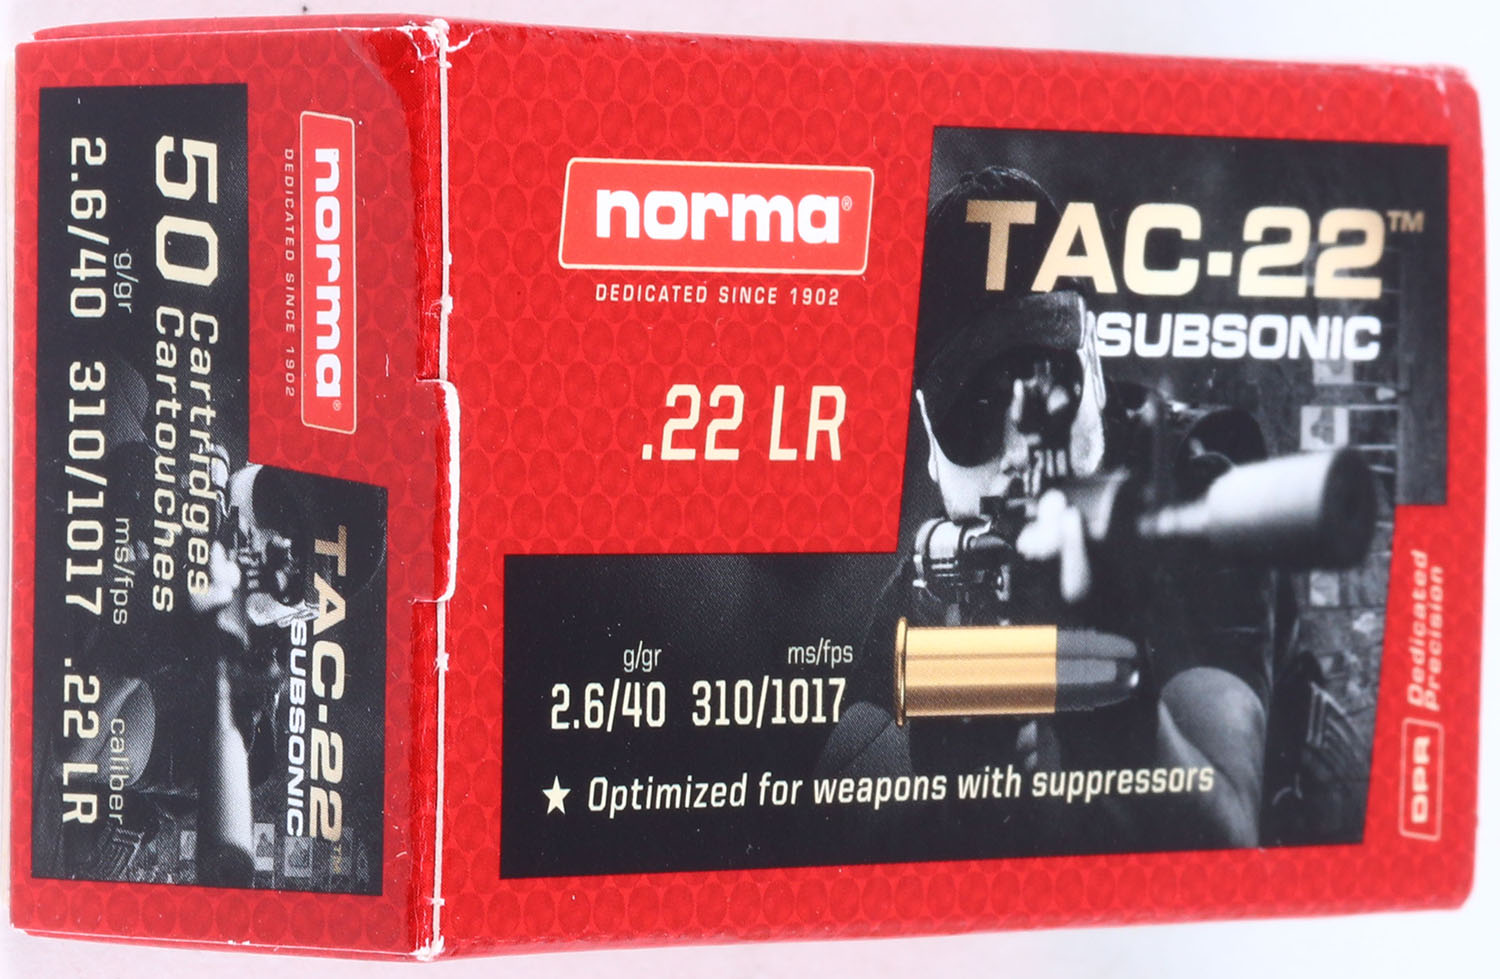 norma®
DEDICATED SINCE 1902
.22 LR
TAC-22™
SUBSONIC
g/gr ms/fps
2.6/40 310/1017
★ Optimized for weapons with suppressors
Dedicated
Precision
DPR
norma®
DEDICATED SINCE 1902
TAC-22™
SUBSONIC
50 Cartridges
Cartouches
g/gr ms/fps caliber
2.6/40 310/1017 .22 LR